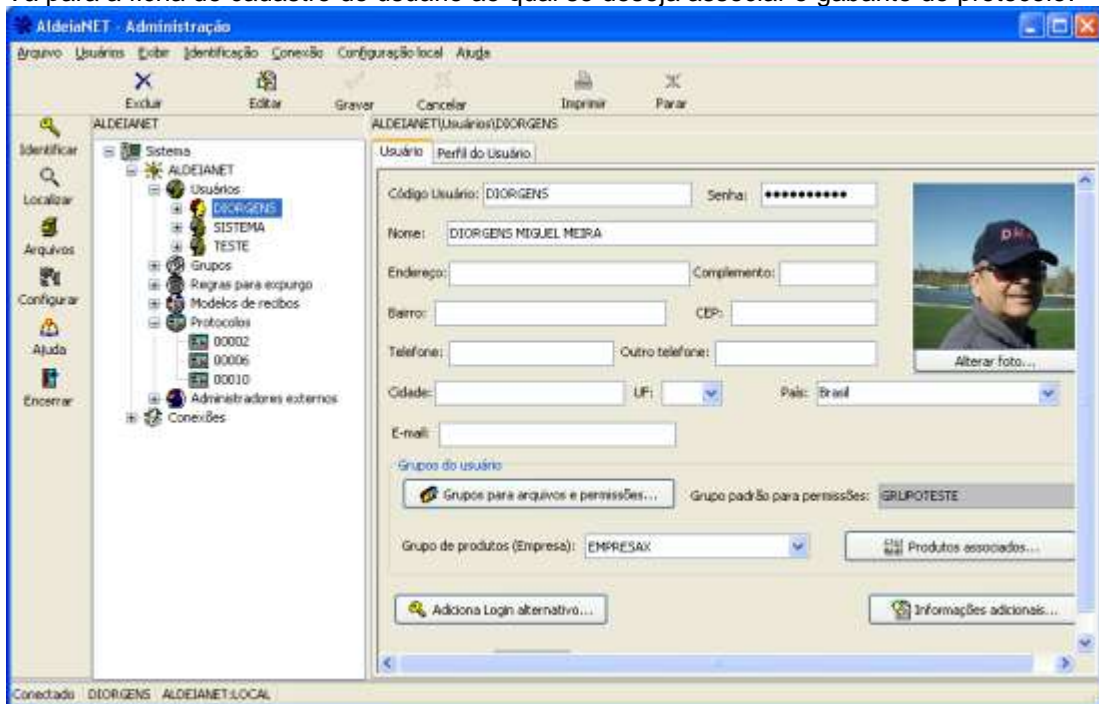 Vá para a ficha do cadastro do usuário ao qual se deseja associar o gabarito de protocolo.
AldeiaNET - Administração
Arquivo Usuários Exibir Identificação Conexão Configuração local Ajuda
Excluir Editar Gravar Cancelar Imprimir Parar
ALDEIANET ALDEIANET\Usuários\DIORGENS
Identificar
Localizar
Arquivos
Configurar
Ajuda
Encerrar
Sistema
ALDEIANET
Usuários
DIORGENS
SISTEMA
TESTE
Grupos
Regras para expurgo
Modelos de recibos
Protocolos
00002
00006
00010
Administradores externos
Conexões
Usuário Perfil do Usuário
Código Usuário: DIORGENS Senha: ●●●●●●●●●●
Nome: DIORGENS MIGUEL MEIRA
Endereço: Complemento:
Bairro: CEP:
Telefone: Outro telefone:
Alterar foto...
Cidade: UF: País: Brasil
E-mail:
Grupos do usuário
Grupos para arquivos e permissões... Grupo padrão para permissões: GRUPOTESTE
Grupo de produtos (Empresa): EMPRESAX Produtos associados...
Adiciona Login alternativo... Informações adicionais...
Conectado DIORGENS ALDEIANET:LOCAL